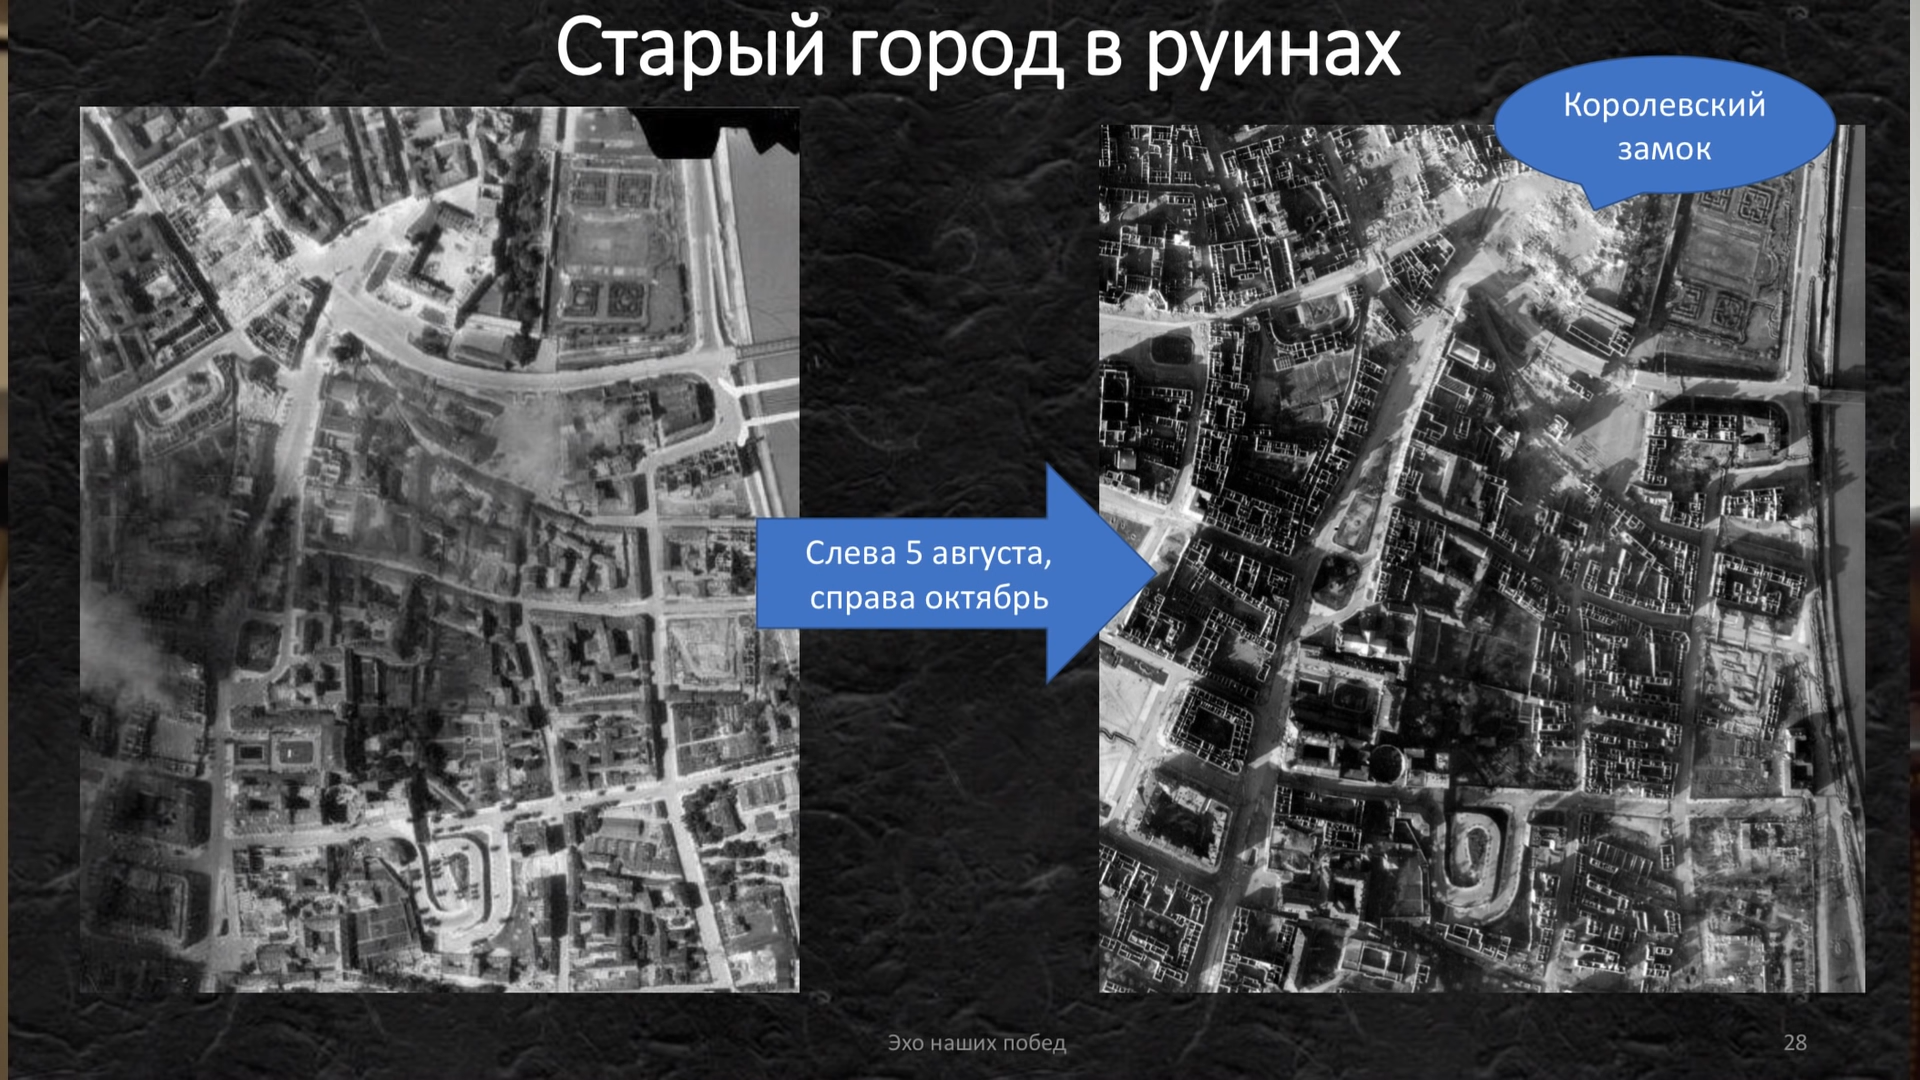 Старый город в руинах
Королевский
замок
Слева 5 августа,
справа октябрь
Эхо наших побед
28